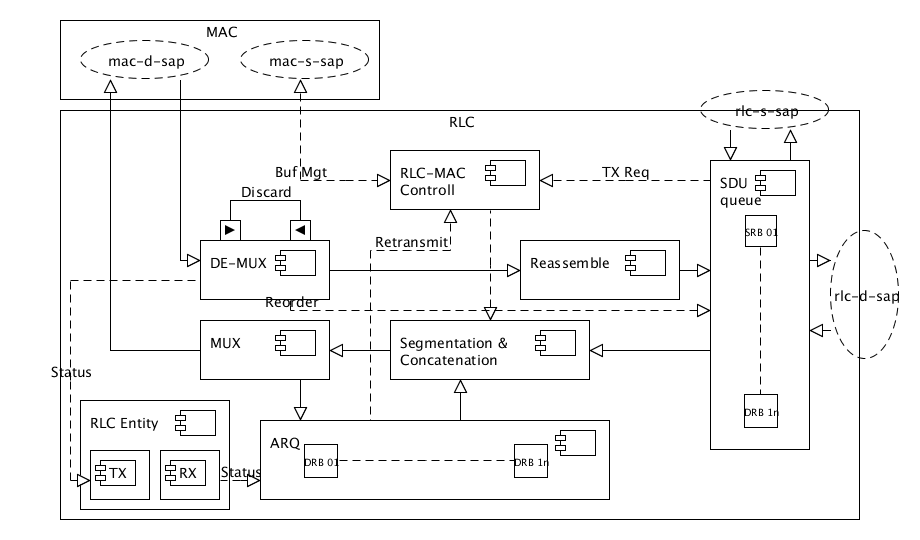 MAC
mac-d-sap
mac-s-sap
rlc-s-sap
RLC
Buf Mgt
RLC-MAC
Controll
TX Req
SDU
queue
Discard
SRB 01
Retransmit
DE-MUX
Reassemble
rlc-d-sap
Reorder
MUX
Segmentation &
Concatenation
Status
RLC Entity
DRB 1n
ARQ
DRB 01
DRB 1n
TX
RX
Status